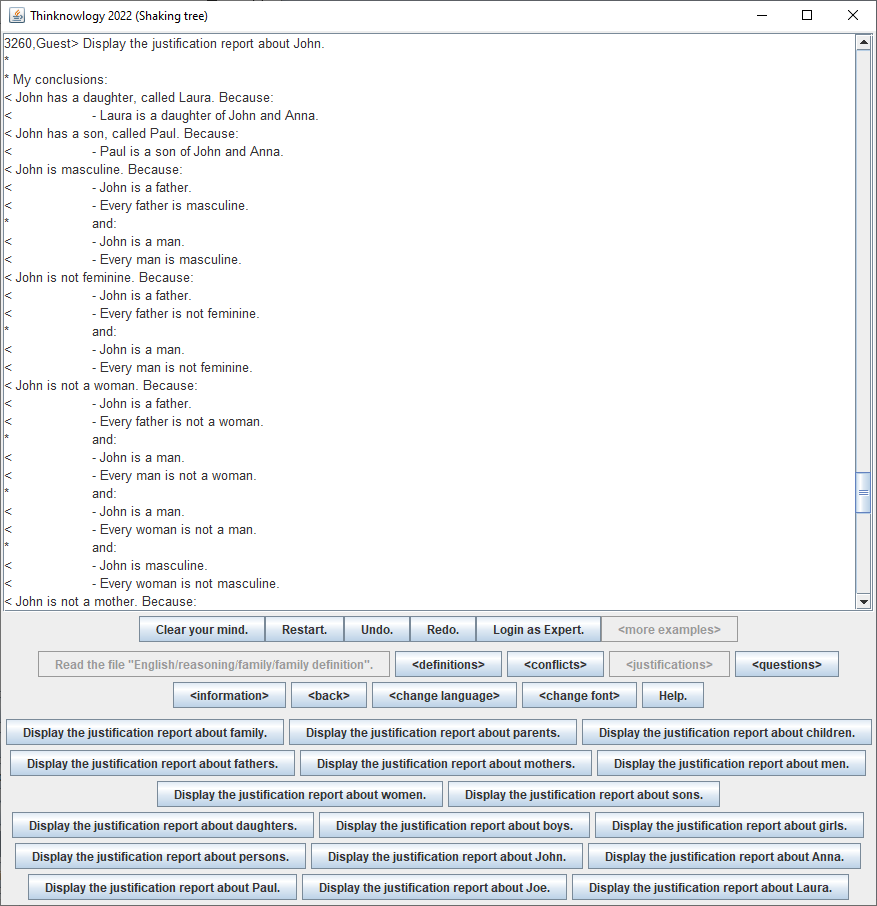 Thinknowlogy 2022 (Shaking tree)
3260,Guest> Display the justification report about John.
*
* My conclusions:
< John has a daughter, called Laura. Because:
< - Laura is a daughter of John and Anna.
< John has a son, called Paul. Because:
< - Paul is a son of John and Anna.
< John is masculine. Because:
< - John is a father.
< - Every father is masculine.
* and:
< - John is a man.
< - Every man is masculine.
< John is not feminine. Because:
< - John is a father.
< - Every father is not feminine.
* and:
< - John is a man.
< - Every man is not feminine.
< John is not a woman. Because:
< - John is a father.
< - Every father is not a woman.
* and:
< - John is a man.
< - Every man is not a woman.
* and:
< - John is a man.
< - Every woman is not a man.
* and:
< - John is masculine.
< - Every woman is not masculine.
< John is not a mother. Because:
Clear your mind. Restart. Undo. Redo. Login as Expert. <more examples>
Read the file "English/reasoning/family/family definition". <definitions> <conflicts> <justifications> <questions>
<information> <back> <change language> <change font> Help.
Display the justification report about family. Display the justification report about parents. Display the justification report about children.
Display the justification report about fathers. Display the justification report about mothers. Display the justification report about men.
Display the justification report about women. Display the justification report about sons.
Display the justification report about daughters. Display the justification report about boys. Display the justification report about girls.
Display the justification report about persons. Display the justification report about John. Display the justification report about Anna.
Display the justification report about Paul. Display the justification report about Joe. Display the justification report about Laura.